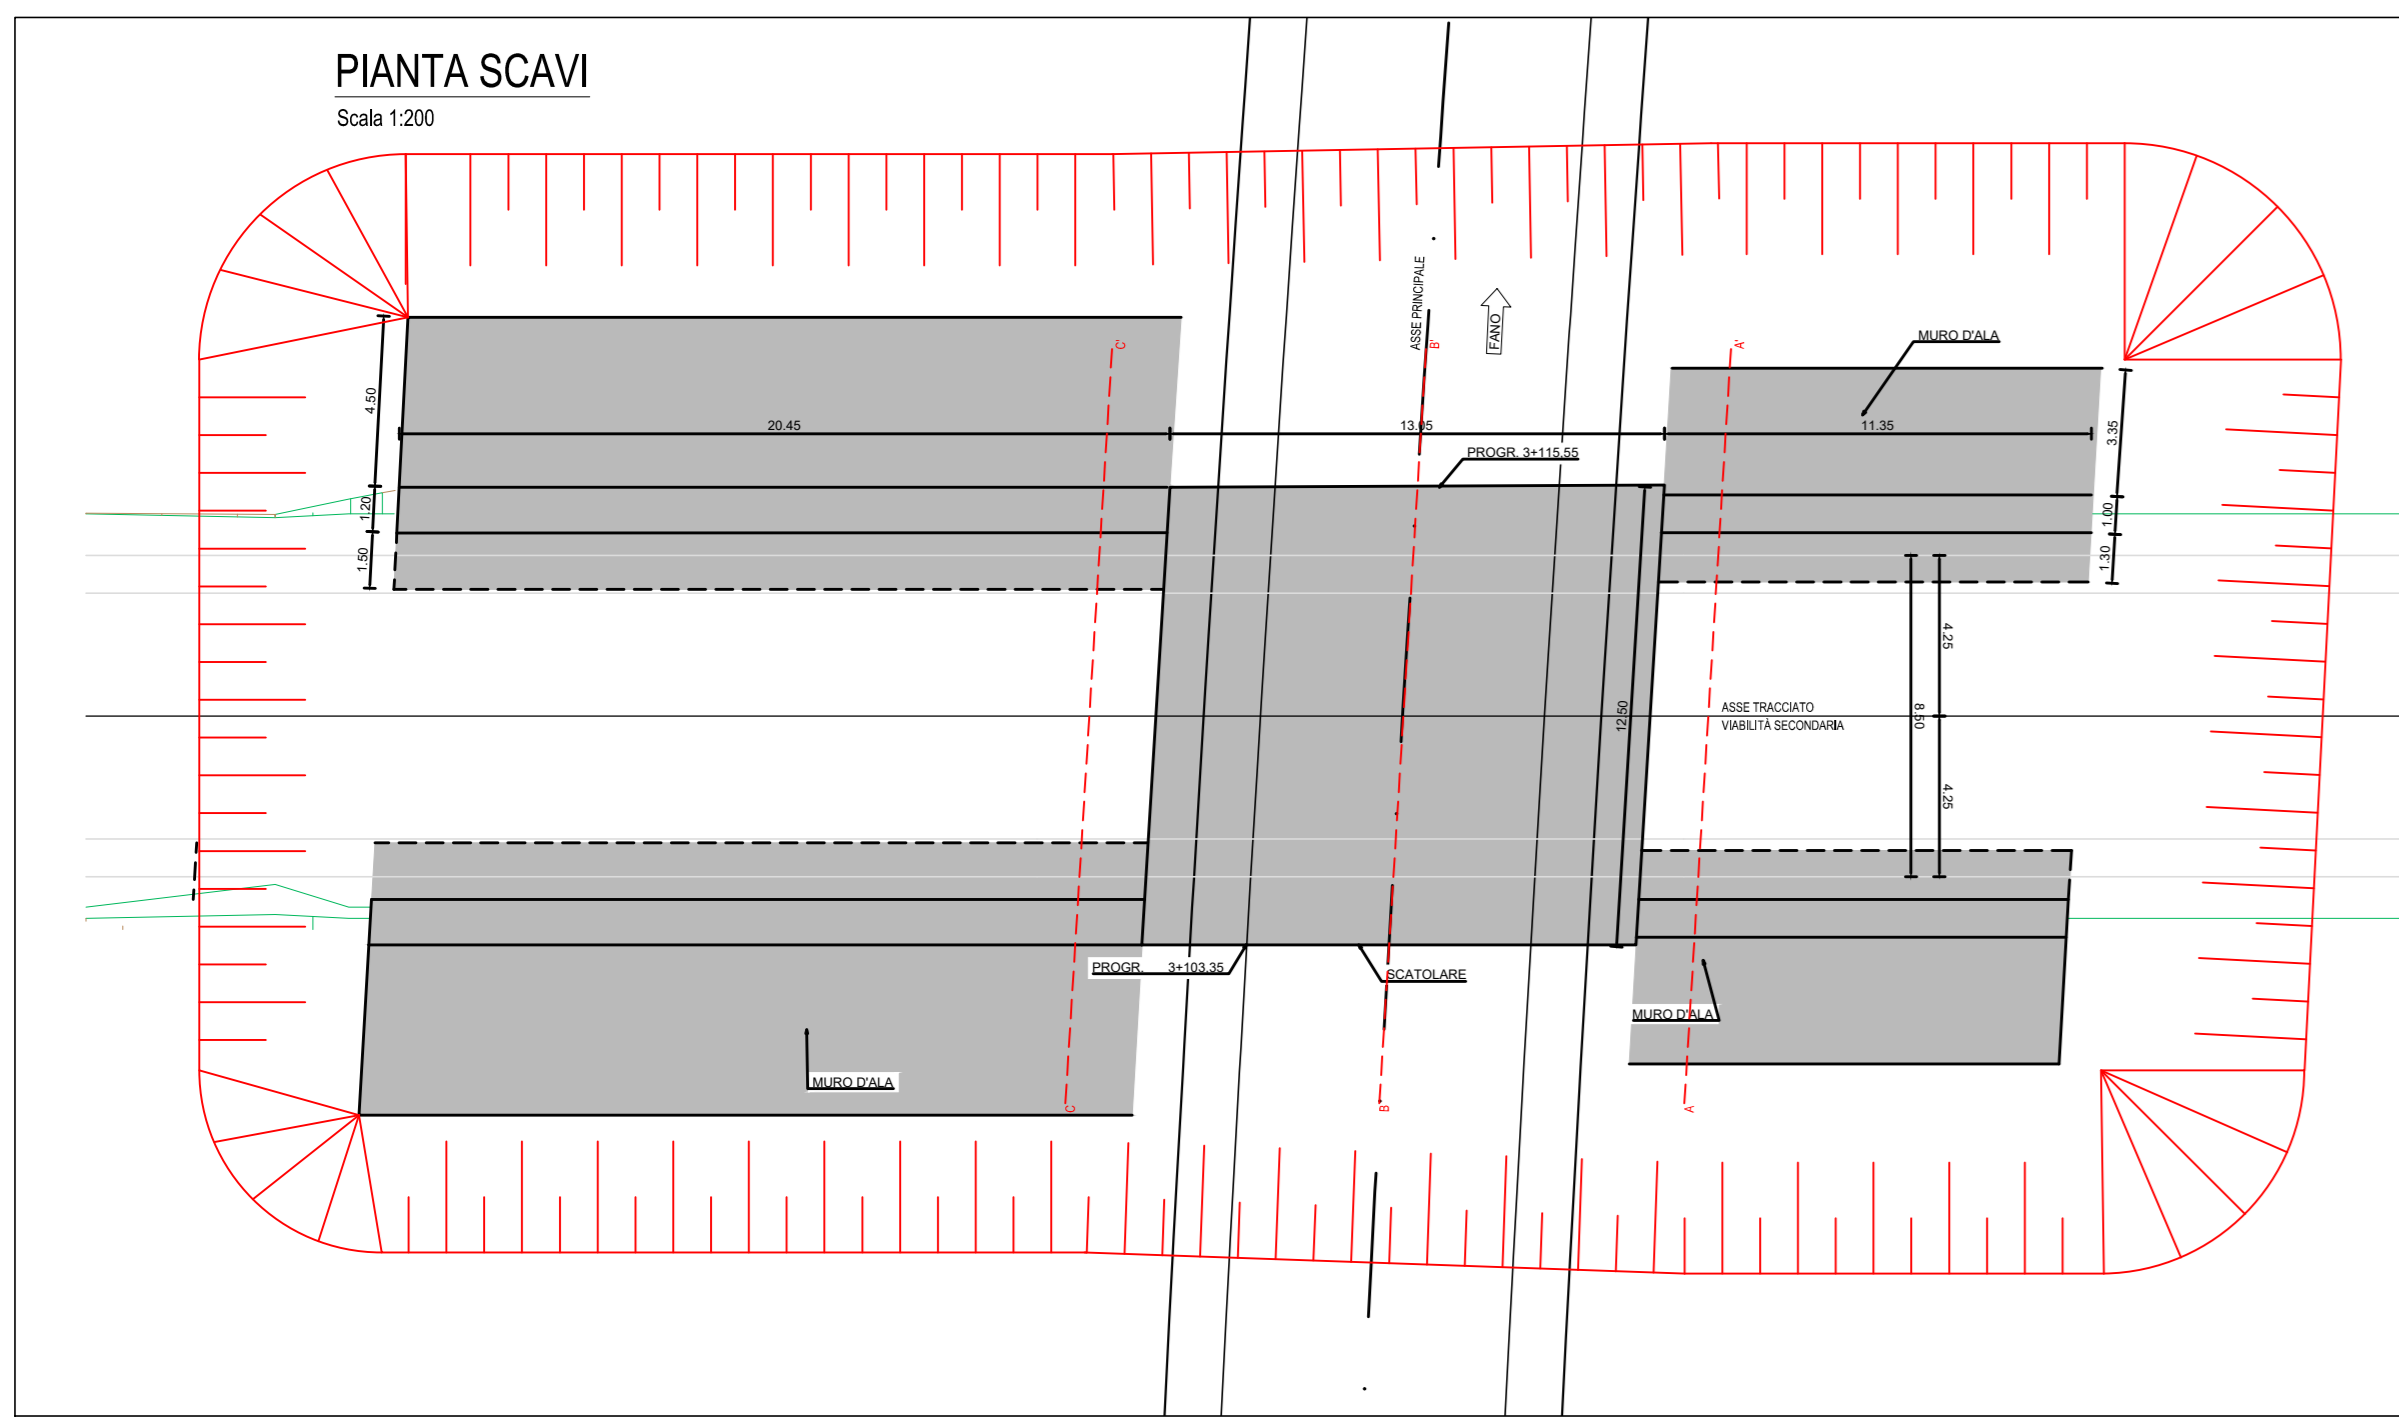 PIANTA SCAVI
Scala 1:200
ASSE PRINCIPALE
FANO
C'
B'
A'
MURO D'ALA
4.50
20.45
13.05
11.35
3.35
PROGR. 3+115.55
1.20
1.00
1.50
1.30
4.25
12.50
8.50
ASSE TRACCIATO
VIABILITÀ SECONDARIA
4.25
PROGR. 3+103.35
SCATOLARE
MURO D'ALA
MURO D'ALA
C
B
A